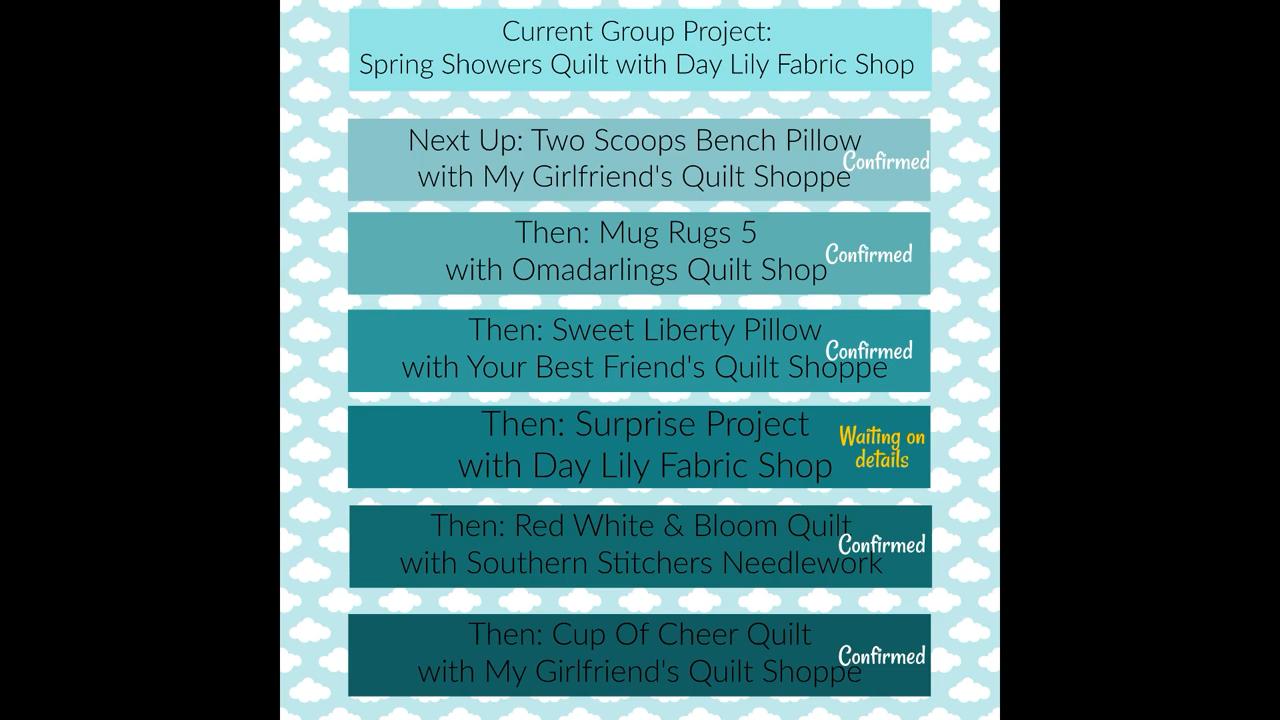 Current Group Project:
Spring Showers Quilt with Day Lily Fabric Shop
Next Up: Two Scoops Bench Pillow
with My Girlfriend's Quilt Shoppe
Confirmed
Then: Mug Rugs 5
with Omadarlings Quilt Shop
Confirmed
Then: Sweet Liberty Pillow
with Your Best Friend's Quilt Shoppe
Confirmed
Then: Surprise Project
with Day Lily Fabric Shop
Waiting on
details
Then: Red White & Bloom Quilt
with Southern Stitchers Needlework
Confirmed
Then: Cup Of Cheer Quilt
with My Girlfriend's Quilt Shoppe
Confirmed